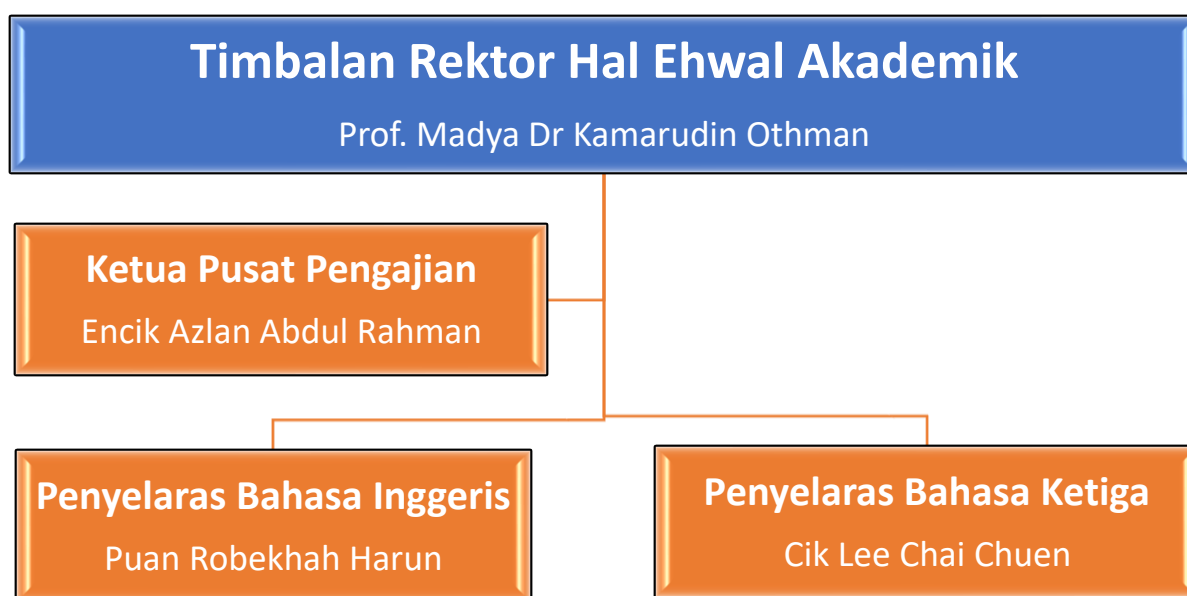 Timbalan Rektor Hal Ehwal Akademik
Prof. Madya Dr Kamarudin Othman
Ketua Pusat Pengajian
Encik Azlan Abdul Rahman
Penyelaras Bahasa Inggeris
Puan Robekhah Harun
Penyelaras Bahasa Ketiga
Cik Lee Chai Chuen